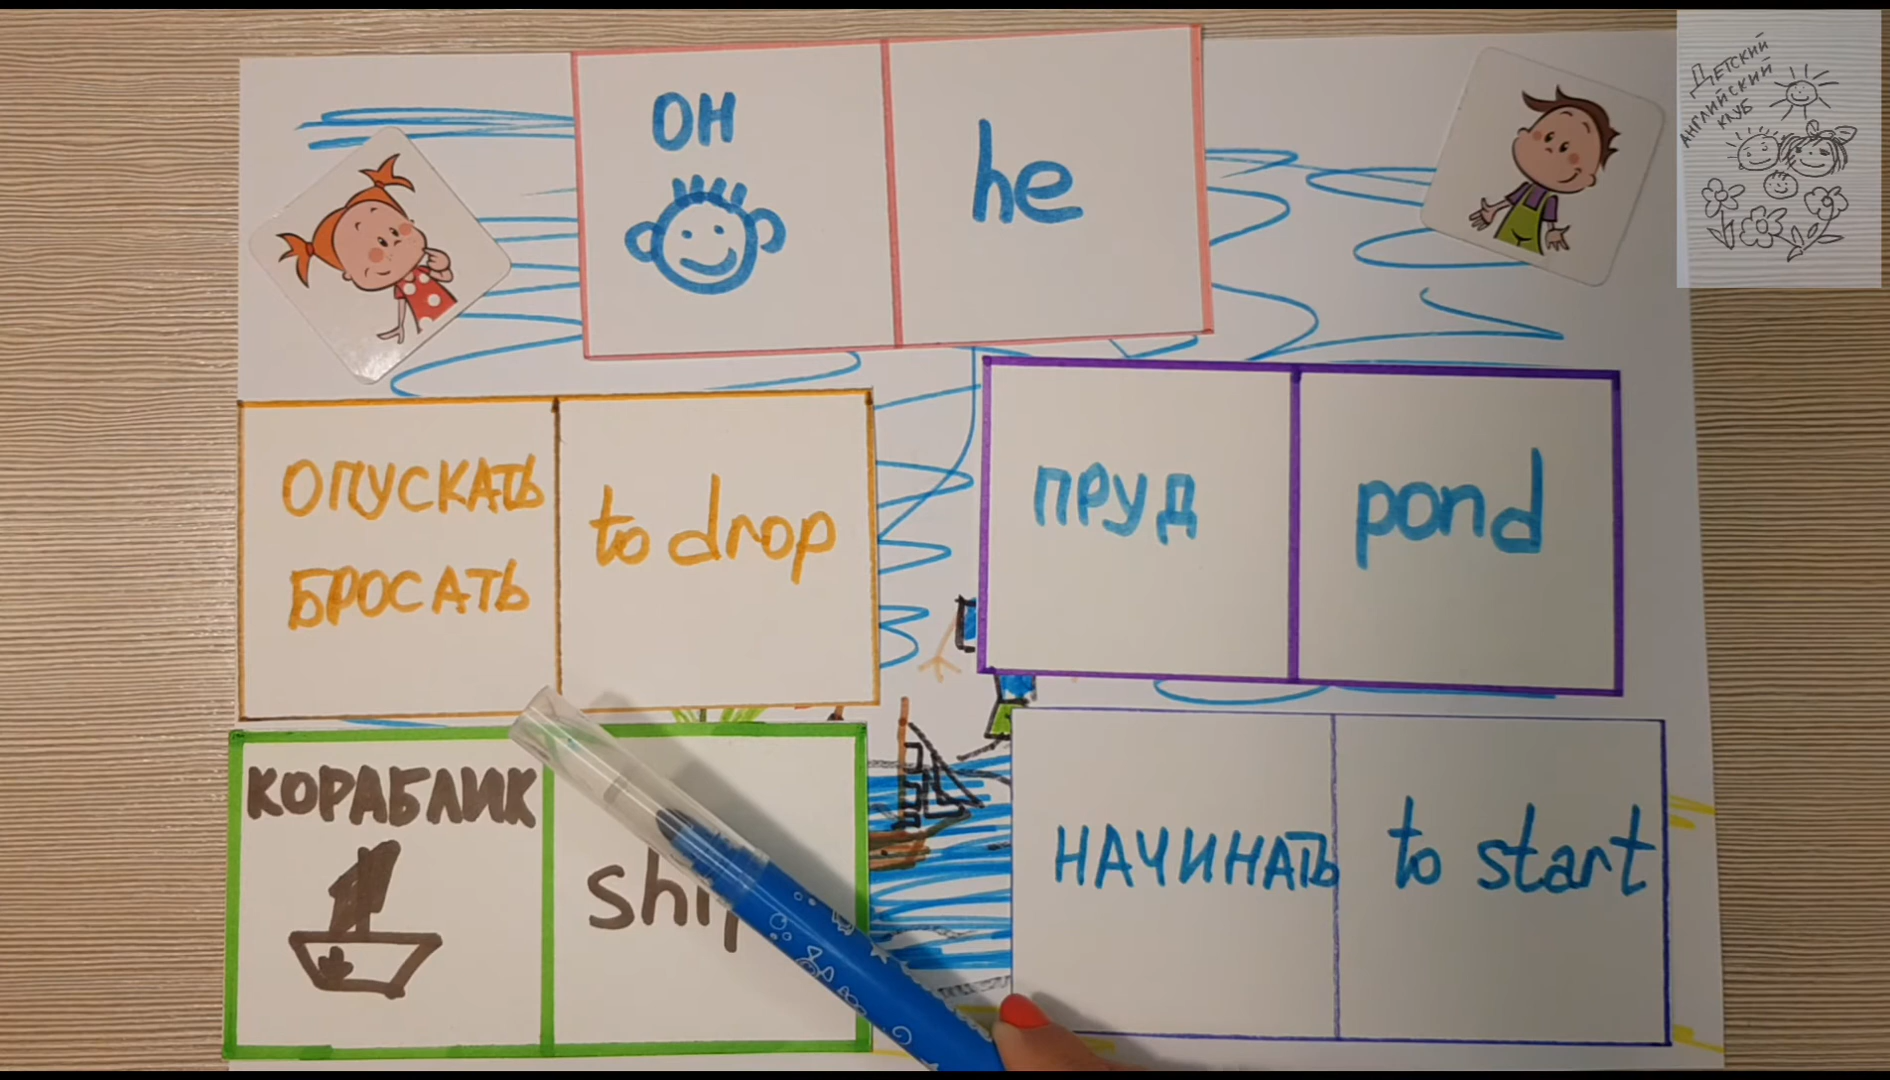 ОН
he
ОПУСКАТЬ
БРОСАТЬ
to drop
ПРУД
pond
КОРАБЛИК
НАЧИНАТЬ
to start
ДЕТСКИЙ
АНГЛИЙСКИЙ
КЛУБ